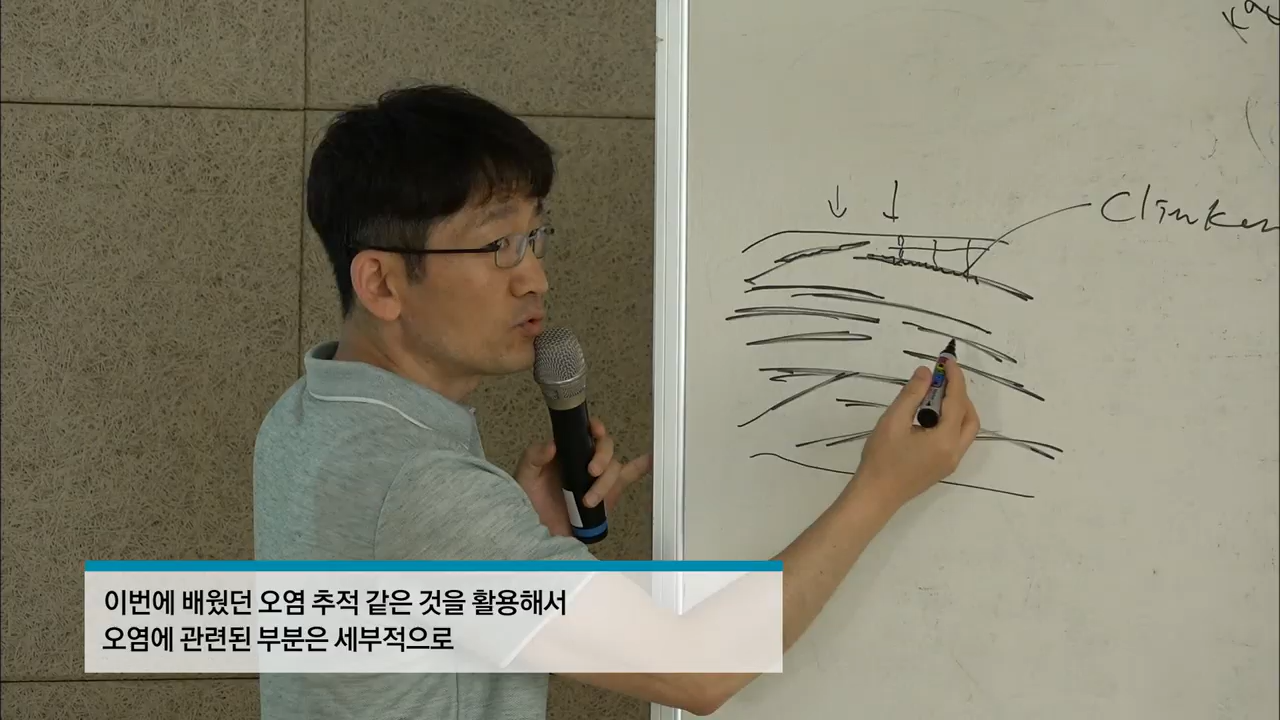 Clinker
이번에 배웠던 오염 추적 같은 것을 활용해서
오염에 관련된 부분은 세부적으로